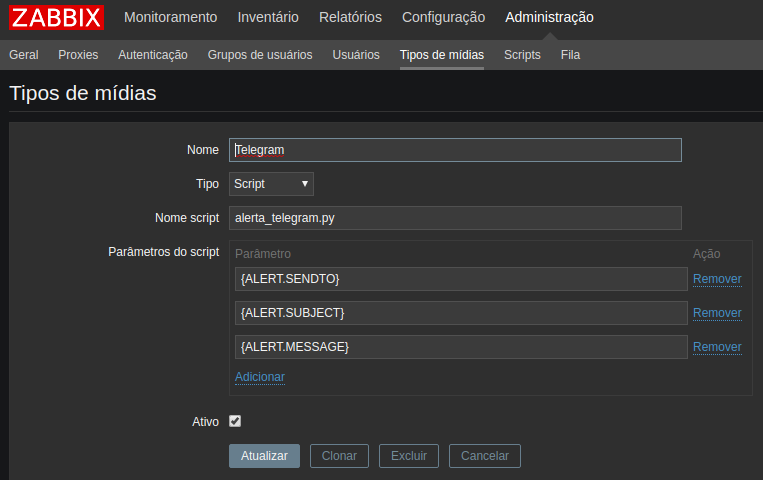 ZABBIX Monitoramento Inventário Relatórios Configuração Administração
Geral Proxies Autenticação Grupos de usuários Usuários Tipos de mídias Scripts Fila
Tipos de mídias
Nome Telegram
Tipo Script
Nome script alerta_telegram.py
Parâmetros do script Parâmetro Ação
{ALERT.SENDTO} Remover
{ALERT.SUBJECT} Remover
{ALERT.MESSAGE} Remover
Adicionar
Ativo
Atualizar Clonar Excluir Cancelar